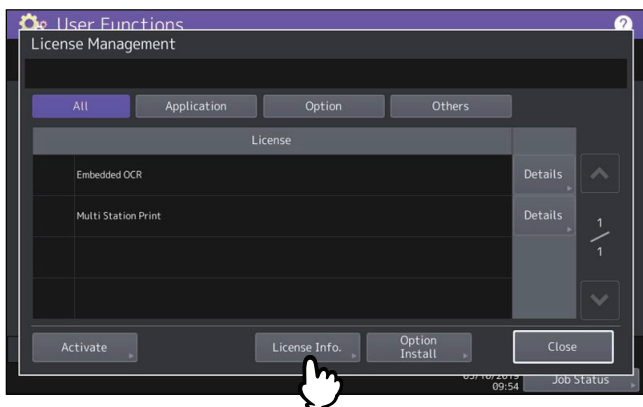 User Functions
?
License Management
All
Application
Option
Others
License
Embedded OCR
Details
Multi Station Print
Details
1
1
Activate
License Info.
Option
Install
Close
09:54
Job Status